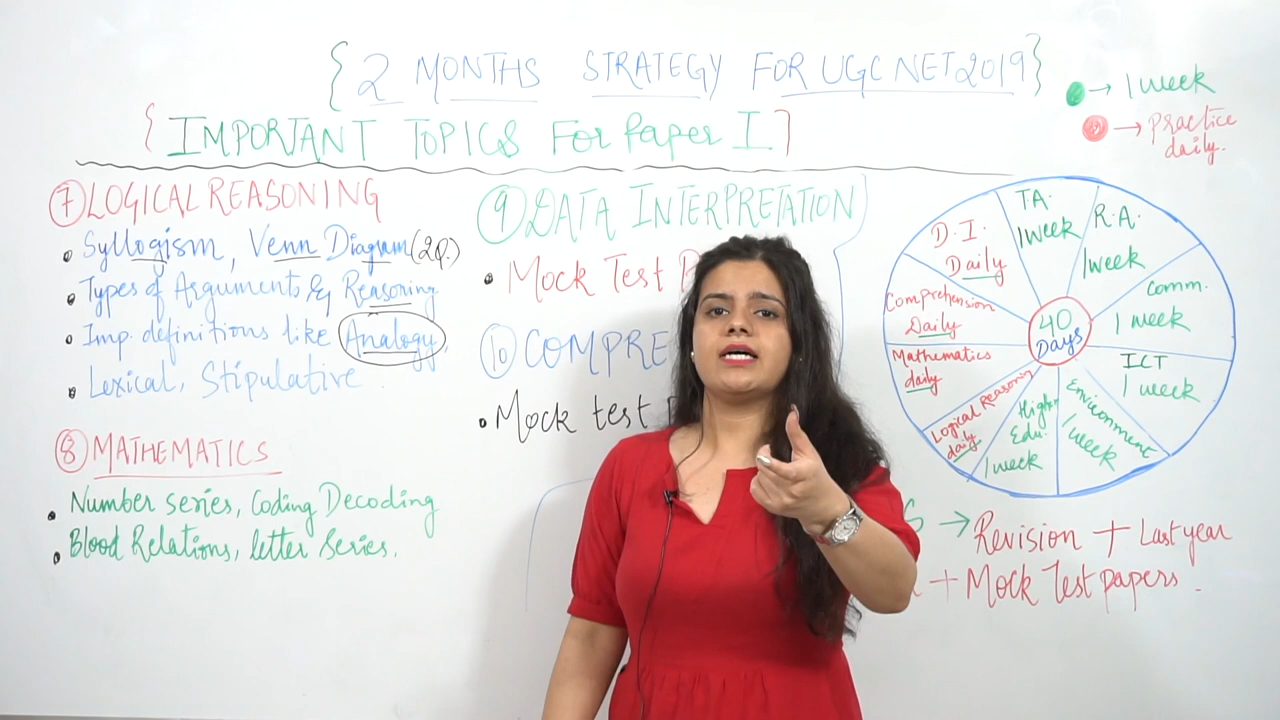 { 2 MONTHS STRATEGY FOR UGC NET 2019 }
{ IMPORTANT TOPICS For Paper I ]
→ 1 week
→ practice
daily.
⑦ LOGICAL REASONING
• Syllogism, Venn Diagram (2Q.)
• Types of Arguments & Reasoning
• Imp. definitions like Analogy,
• Lexical, Stipulative.
⑧ MATHEMATICS
• Number series, Coding Decoding
• Blood Relations, letter Series.
⑨ DATA INTERPRETATION
• Mock Test
⑩ COMPRE
• Mock test
40
Days
TA.
1 week
R.A.
1 week
Comm.
1 week
ICT
1 week
Environment
1 week
Higher
Edu.
1 week
Logical Reasoning
daily
Mathematics
daily
Comprehension
Daily
D.I.
Daily
→ Revision + Last year
+ Mock Test papers.